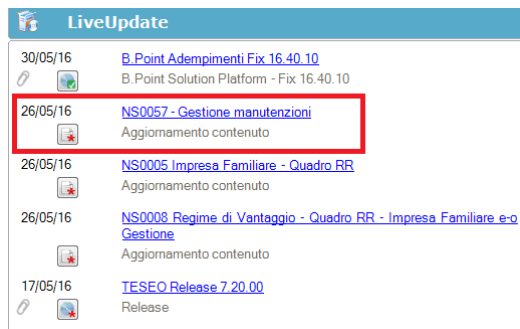 LiveUpdate
30/05/16 B.Point Adempimenti Fix 16.40.10
B.Point Solution Platform - Fix 16.40.10
26/05/16 NS0057 - Gestione manutenzioni
Aggiornamento contenuto
26/05/16 NS0005 Impresa Familiare - Quadro RR
Aggiornamento contenuto
26/05/16 NS0008 Regime di Vantaggio - Quadro RR - Impresa Familiare e-o
Gestione
Aggiornamento contenuto
17/05/16 TESEO Release 7.20.00
Release